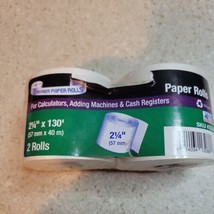 PAPER ROLLS
For Calculators, Adding Machines & Cash Registers
2¼" x 130'
(57 mm x 40 m)
2 Rolls
2¼"
(57 mm)
Paper Rolls